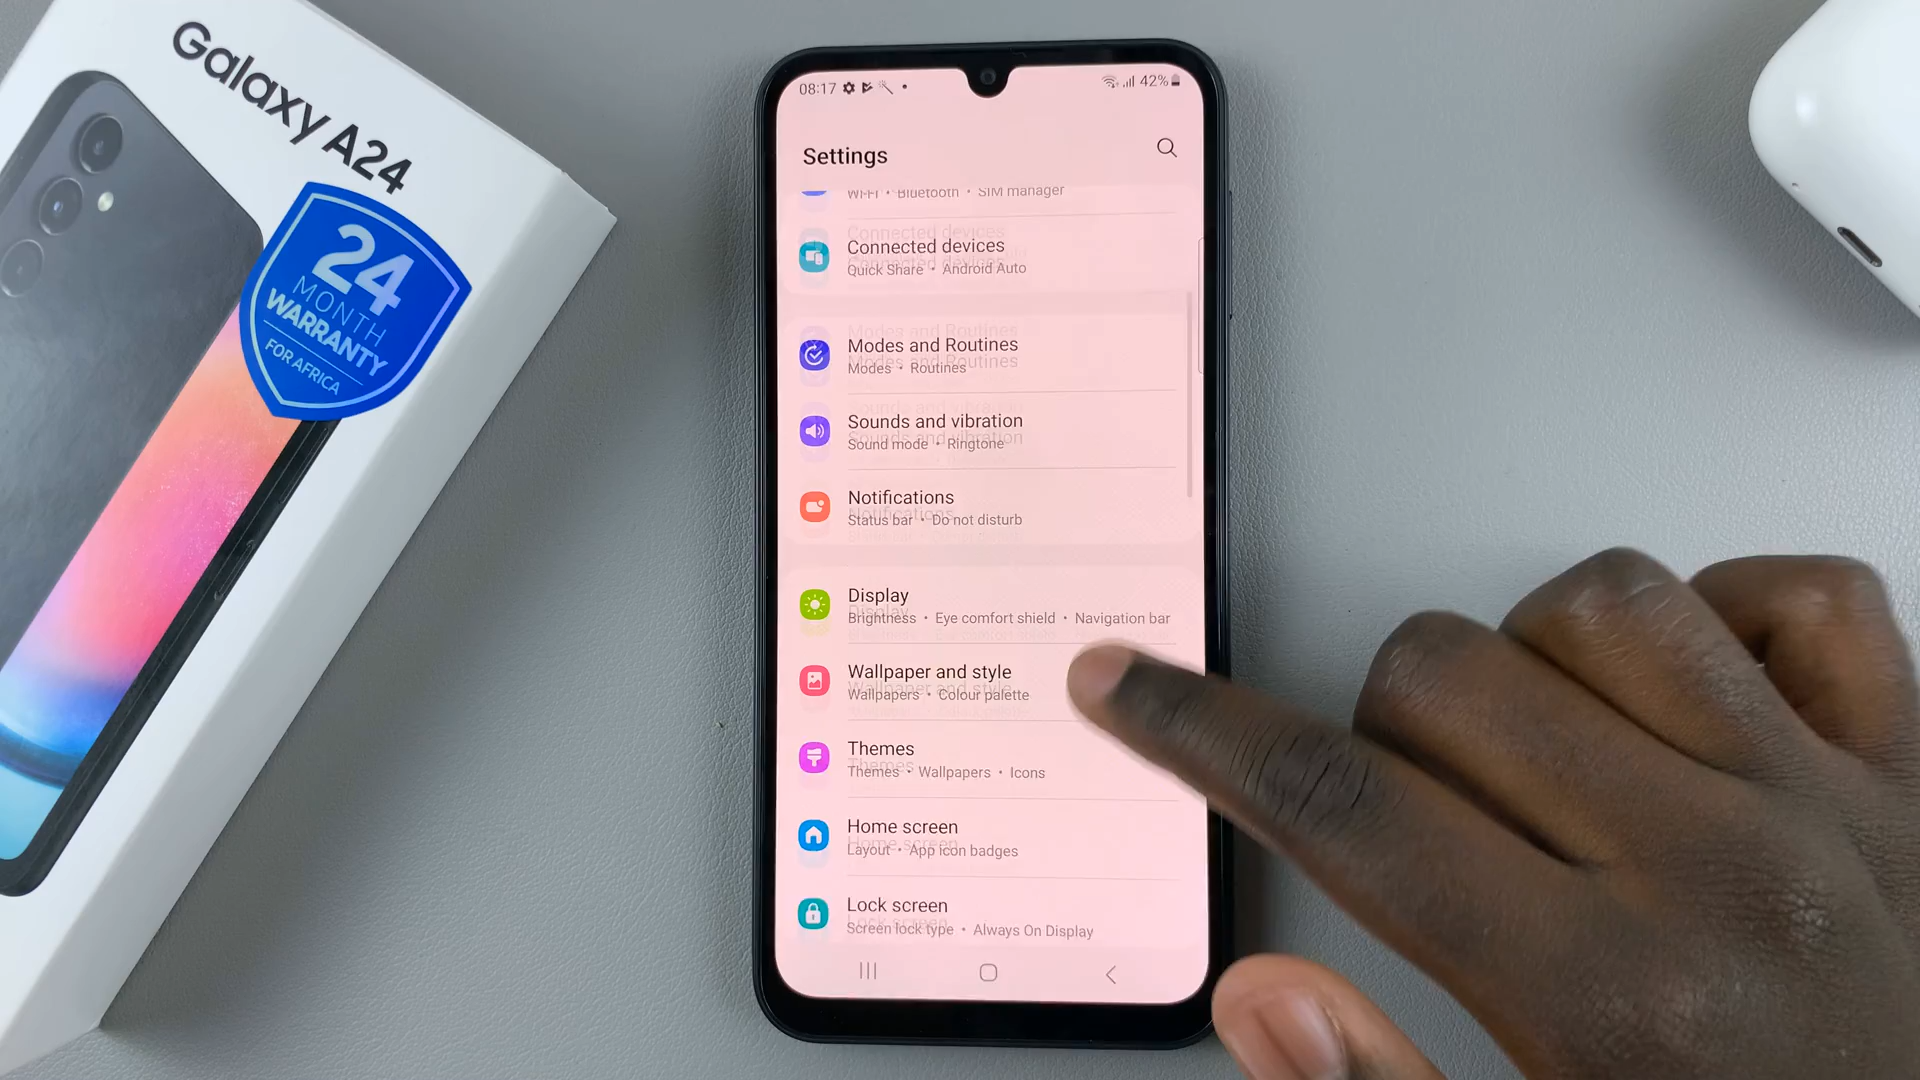 Galaxy A24
24
MONTH
WARRANTY
FOR AFRICA
08:17
42%
Settings
Wi-Fi • Bluetooth • SIM manager
Connected devices
Quick Share • Android Auto
Modes and Routines
Modes • Routines
Sounds and vibration
Sound mode • Ringtone
Notifications
Status bar • Do not disturb
Display
Brightness • Eye comfort shield • Navigation bar
Wallpaper and style
Wallpapers • Colour palette
Themes
Themes • Wallpapers • Icons
Home screen
Layout • App icon badges
Lock screen
Screen lock type • Always On Display